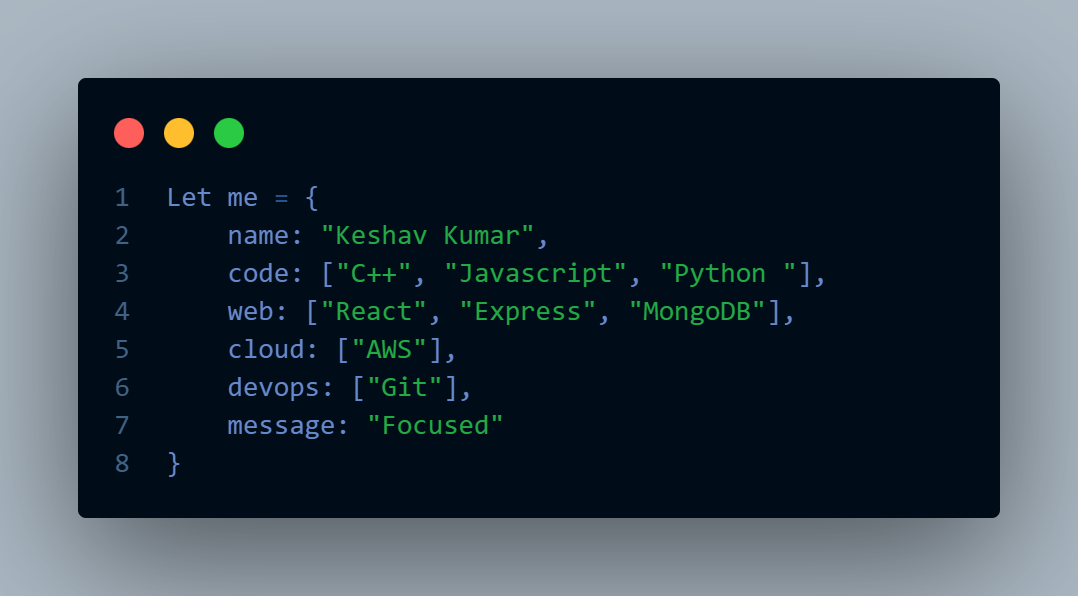 1 Let me = {
2 name: "Keshav Kumar",
3 code: ["C++", "Javascript", "Python "],
4 web: ["React", "Express", "MongoDB"],
5 cloud: ["AWS"],
6 devops: ["Git"],
7 message: "Focused"
8 }